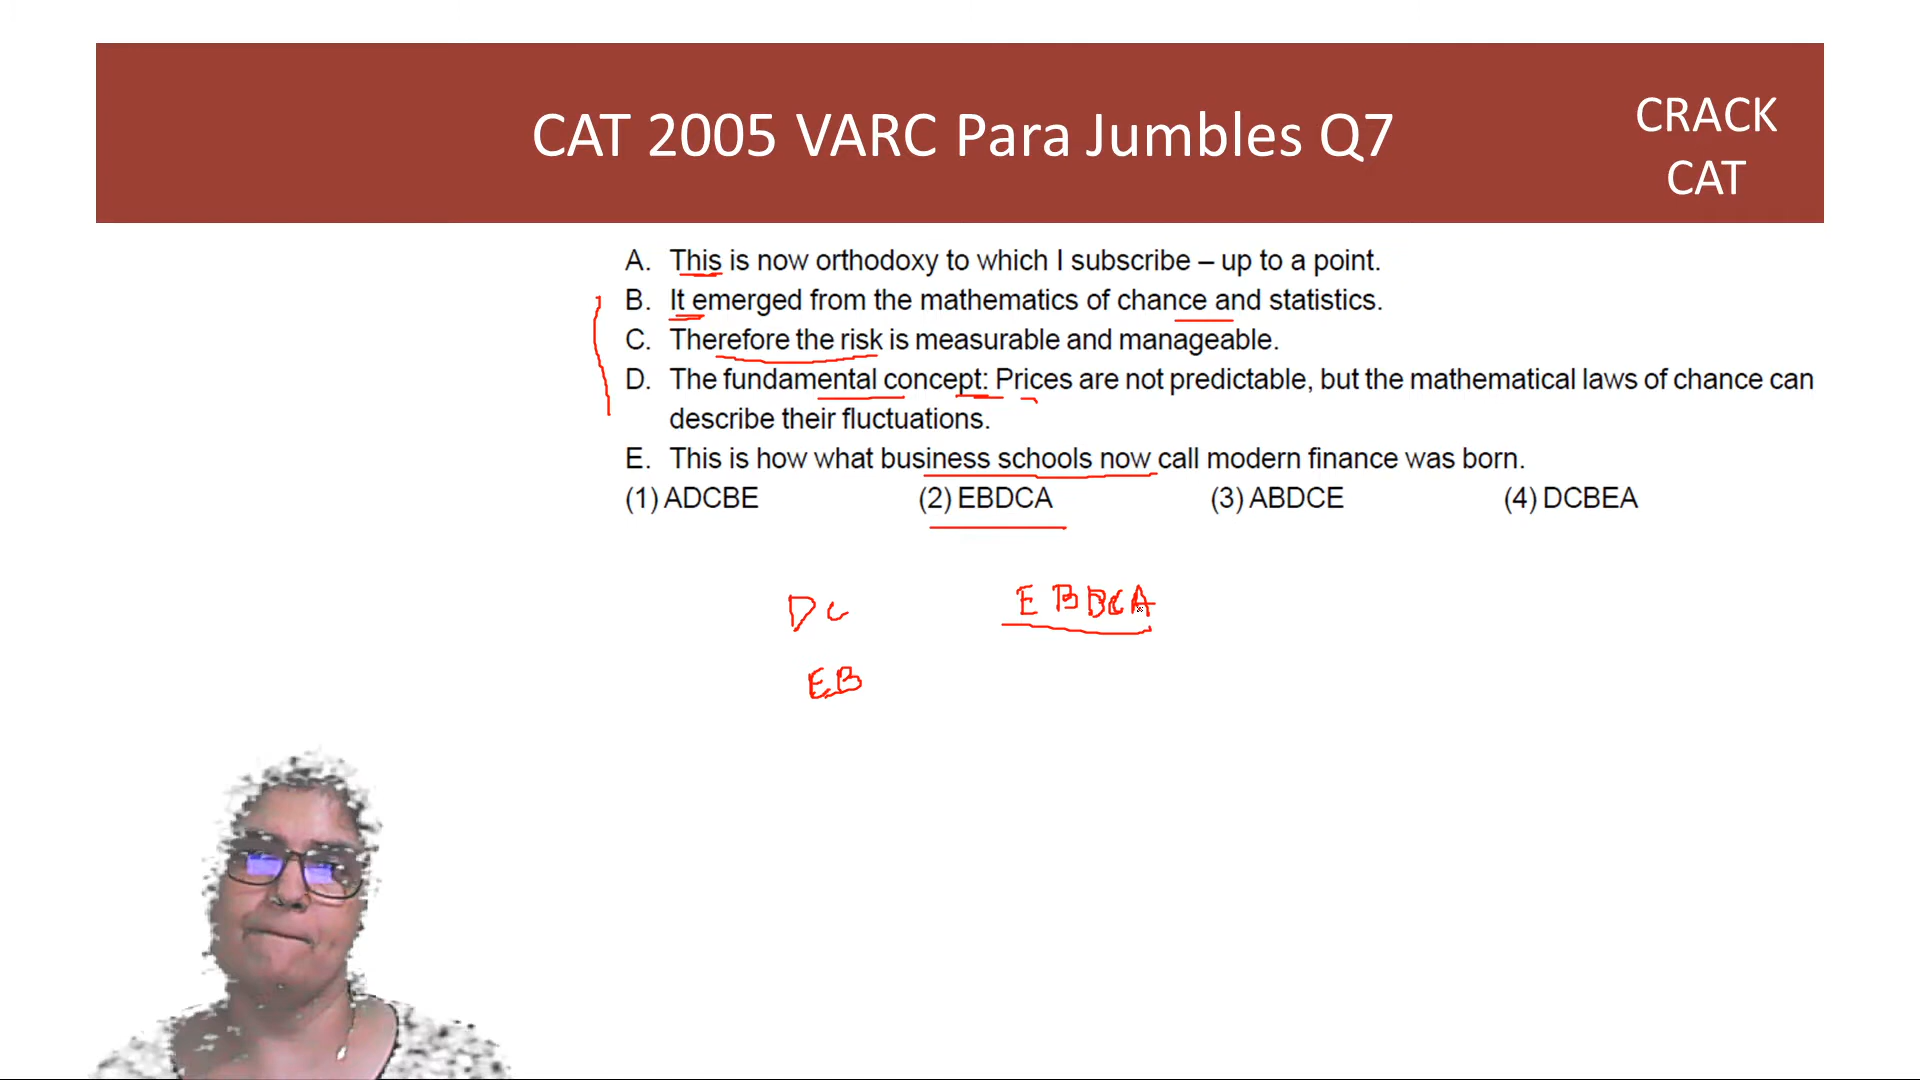 CAT 2005 VARC Para Jumbles Q7
CRACK
CAT
A. This is now orthodoxy to which I subscribe – up to a point.
B. It emerged from the mathematics of chance and statistics.
C. Therefore the risk is measurable and manageable.
D. The fundamental concept: Prices are not predictable, but the mathematical laws of chance can
describe their fluctuations.
E. This is how what business schools now call modern finance was born.
(1) ADCBE (2) EBDCA (3) ABDCE (4) DCBEA
DC EBDCA
EB